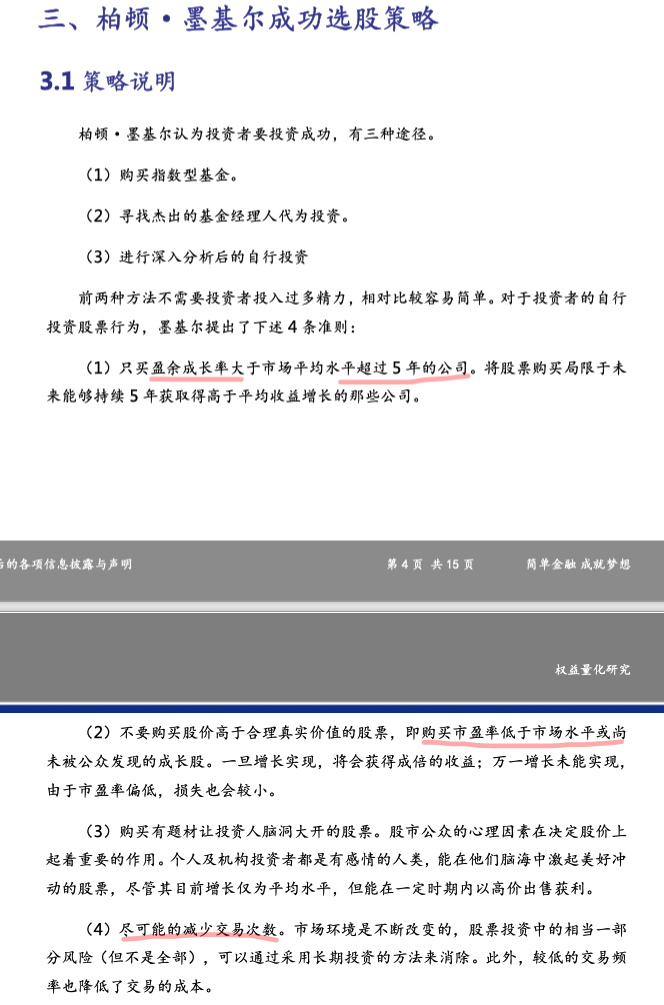 三、柏顿·墨基尔成功选股策略
3.1 策略说明
柏顿·墨基尔认为投资者要投资成功，有三种途径。
（1）购买指数型基金。
（2）寻找杰出的基金经理人代为投资。
（3）进行深入分析后的自行投资
前两种方法不需要投资者投入过多精力，相对比较容易简单。对于投资者的自行
投资股票行为，墨基尔提出了下述 4 条准则：
（1）只买盈余成长率大于市场平均水平超过 5 年的公司。将股票购买局限于未
来能够持续 5 年获取得高于平均收益增长的那些公司。
后的各项信息披露与声明 第 4 页 共 15 页 简单金融 成就梦想
权益量化研究
（2）不要购买股价高于合理真实价值的股票，即购买市盈率低于市场水平或尚
未被公众发现的成长股。一旦增长实现，将会获得成倍的收益；万一增长未能实现，
由于市盈率偏低，损失也会较小。
（3）购买有题材让投资人脑洞大开的股票。股市公众的心理因素在决定股价上
起着重要的作用。个人及机构投资者都是有感情的人类，能在他们脑海中激起美好冲
动的股票，尽管其目前增长仅为平均水平，但能在一定时期内以高价出售获利。
（4）尽可能的减少交易次数。市场环境是不断改变的，股票投资中的相当一部
分风险（但不是全部），可以通过采用长期投资的方法来消除。此外，较低的交易频
率也降低了交易的成本。